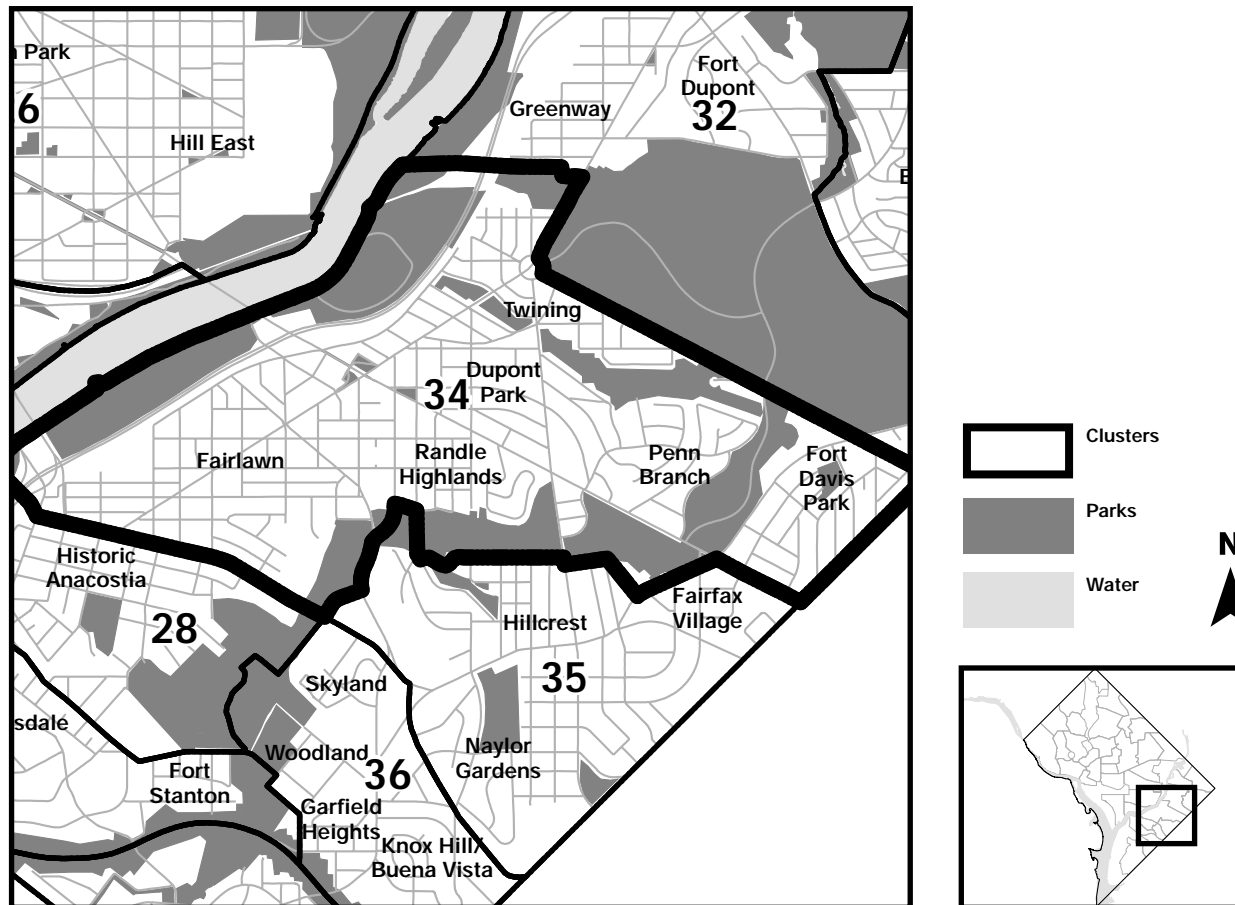 n Park
6
Hill East
Greenway
Fort
Dupont
32
Twining
34
Dupont
Park
Fairlawn
Randle
Highlands
Penn
Branch
Fort
Davis
Park
Historic
Anacostia
28
Hillcrest
Fairfax
Village
35
Skyland
sdale
Woodland
36
Naylor
Gardens
Fort
Stanton
Garfield
Heights
Knox Hill/
Buena Vista
Clusters
Parks
Water
N